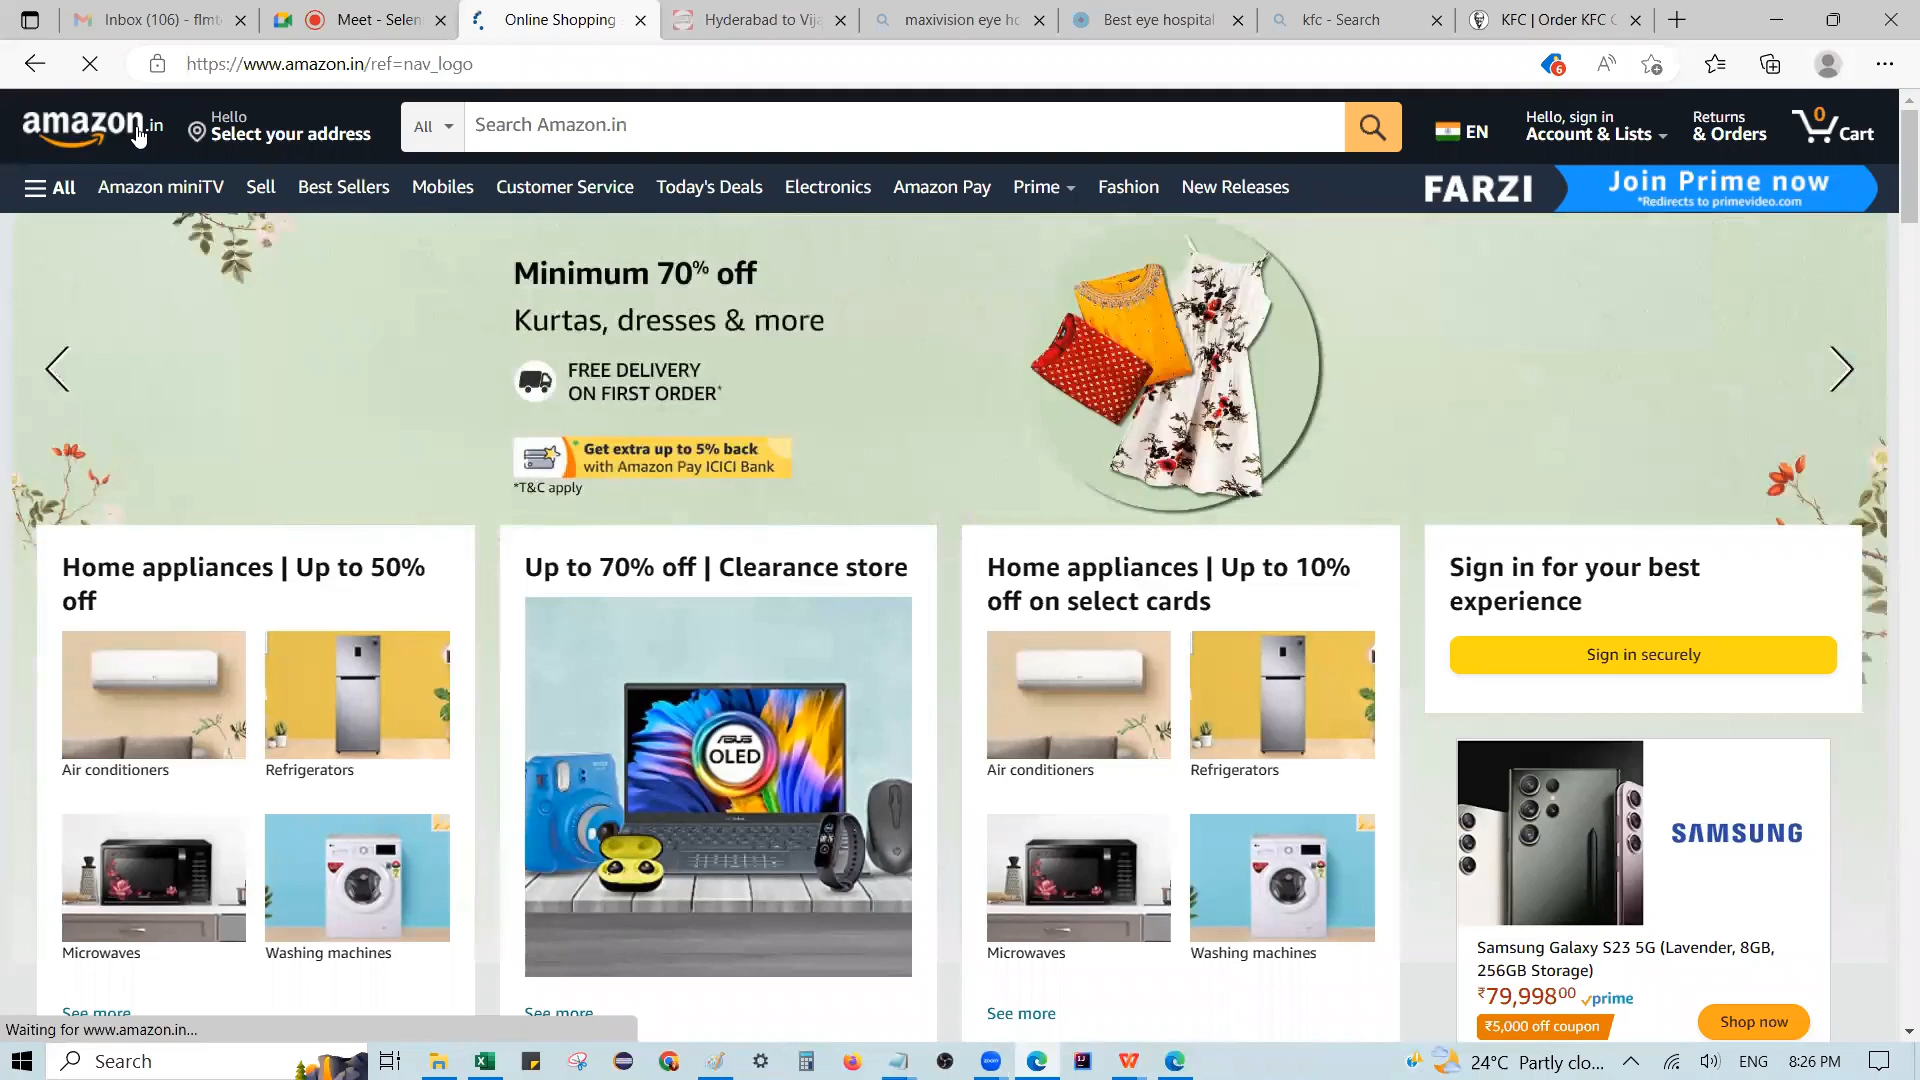 Inbox (106) - flmt
Meet - Selen
Online Shopping
Hyderabad to Vija
maxivision eye ho
Best eye hospital
kfc - Search
KFC | Order KFC
https://www.amazon.in/ref=nav_logo
6
amazon.in
Hello
Select your address
All
Search Amazon.in
EN
Hello, sign in
Account & Lists
Returns
& Orders
0
Cart
All
Amazon miniTV
Sell
Best Sellers
Mobiles
Customer Service
Today's Deals
Electronics
Amazon Pay
Prime
Fashion
New Releases
FARZI
Join Prime now
*Redirects to primevideo.com
Minimum 70% off
Kurtas, dresses & more
FREE DELIVERY
ON FIRST ORDER*
Get extra up to 5% back
with Amazon Pay ICICI Bank
*T&C apply
Home appliances | Up to 50%
off
Air conditioners
Refrigerators
Microwaves
Washing machines
See more
Up to 70% off | Clearance store
ASUS
OLED
See more
Home appliances | Up to 10%
off on select cards
Air conditioners
Refrigerators
Microwaves
Washing machines
See more
Sign in for your best
experience
Sign in securely
SAMSUNG
Samsung Galaxy S23 5G (Lavender, 8GB,
256GB Storage)
₹79,99800 prime
₹5,000 off coupon
Shop now
Waiting for www.amazon.in...
Search
zoom
24°C Partly clo...
ENG
8:26 PM